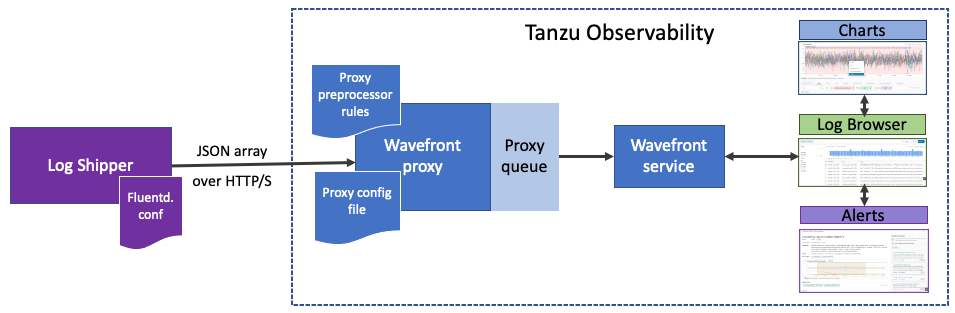 Tanzu Observability
Charts
Proxy
preprocessor
rules
Log Browser
Log Shipper
JSON array
over HTTP/S
Wavefront
proxy
Proxy
queue
Wavefront
service
Fluentd.
conf
Proxy config
file
Alerts